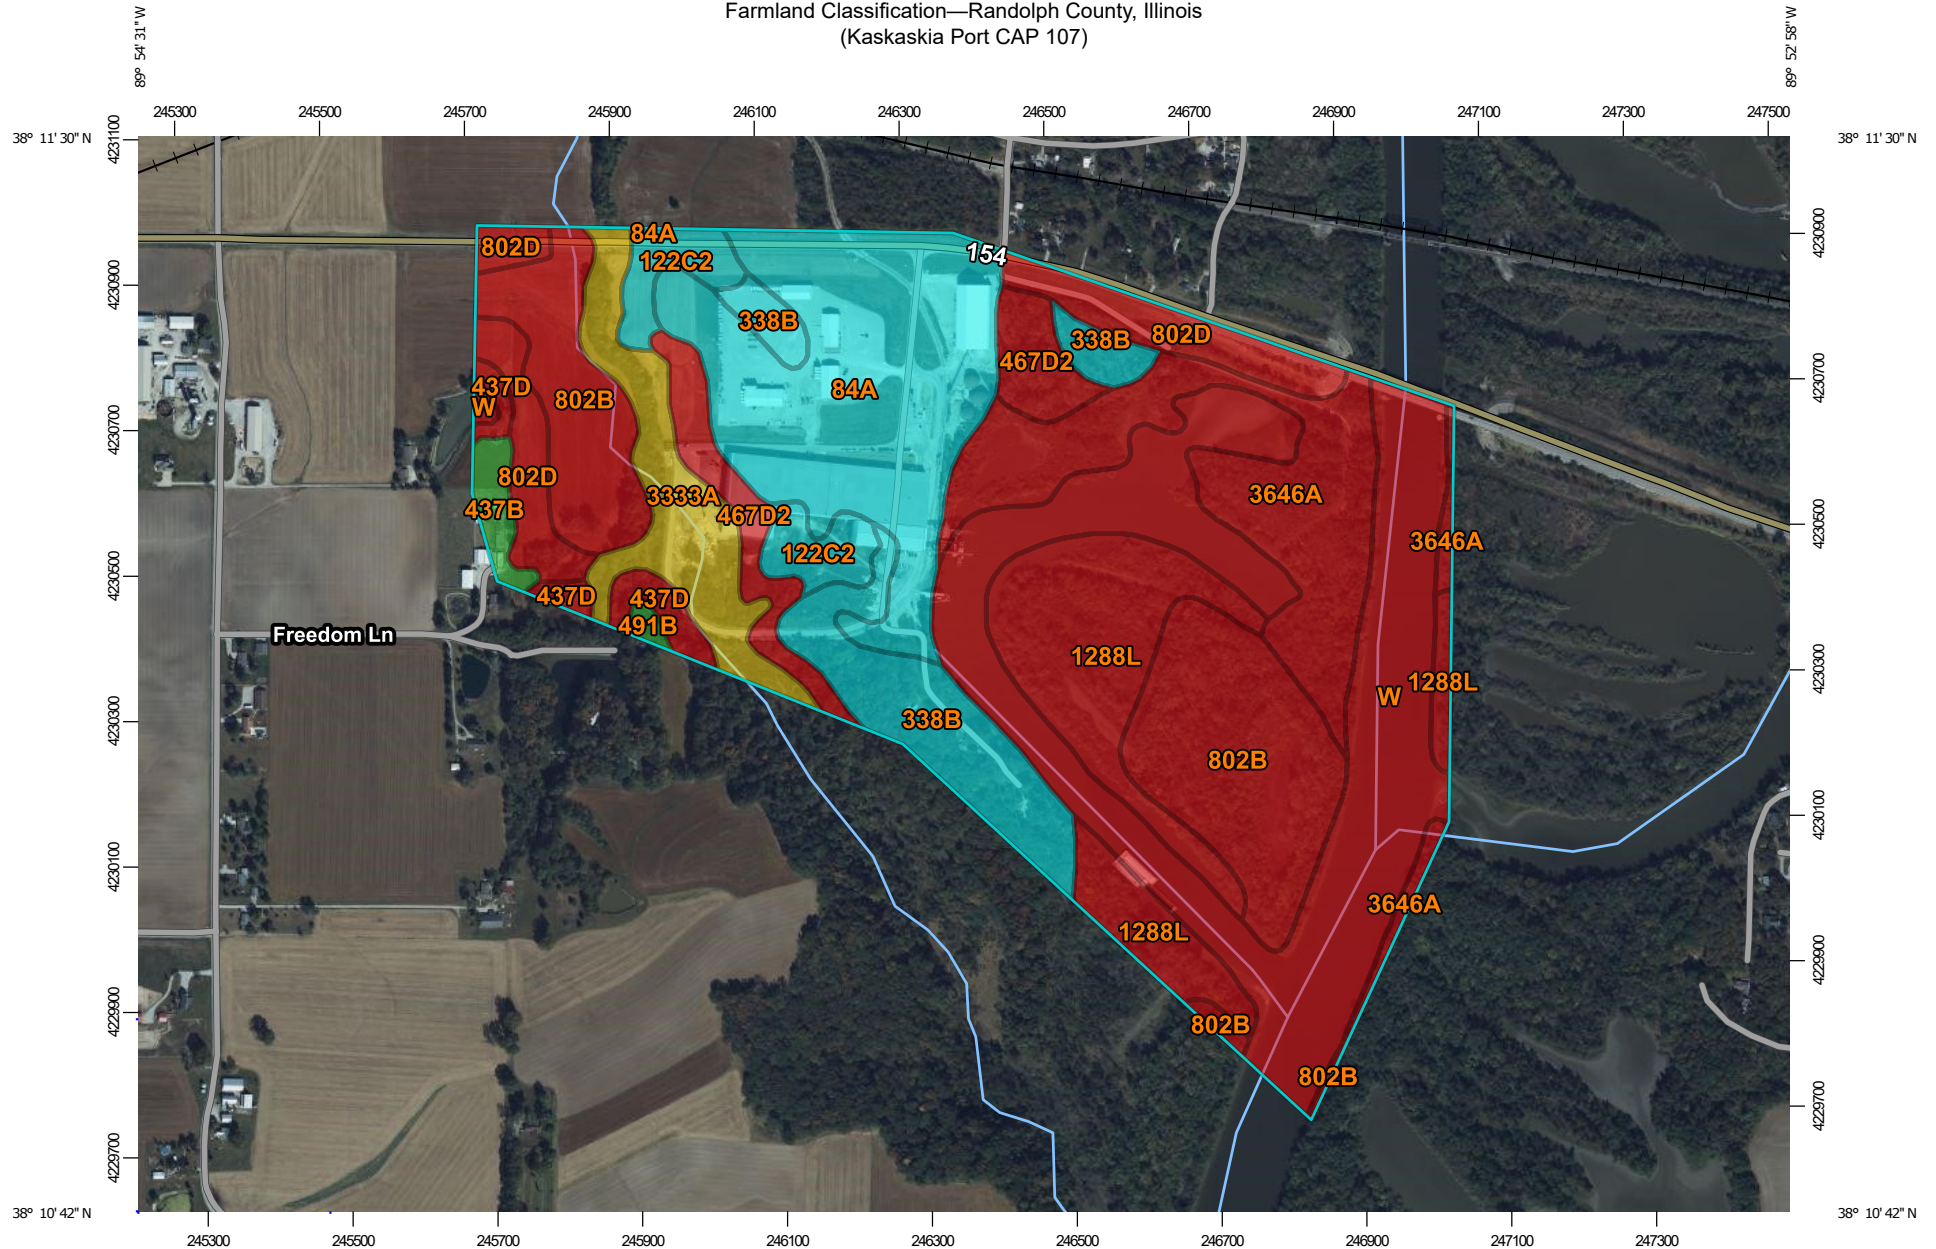 Farmland Classification—Randolph County, Illinois
(Kaskaskia Port CAP 107)
89° 54' 31'' W
89° 52' 58'' W
245300 245500 245700 245900 246100 246300 246500 246700 246900 247100 247300 247500
38° 11' 30'' N
38° 11' 30'' N
4231100
4230900
4230700
4230500
4230300
4230100
4229900
4229700
4230900
4230700
4230500
4230300
4230100
4229900
4229700
802D
84A
122C2
154
338B
338B
802D
467D2
84A
437D
W
802B
802D
437B
3333A
467D2
3646A
122C2
3646A
437D
437D
491B
Freedom Ln
1288L
1288L
W
338B
802B
3646A
1288L
802B
802B
38° 10' 42'' N
38° 10' 42'' N
245300 245500 245700 245900 246100 246300 246500 246700 246900 247100 247300